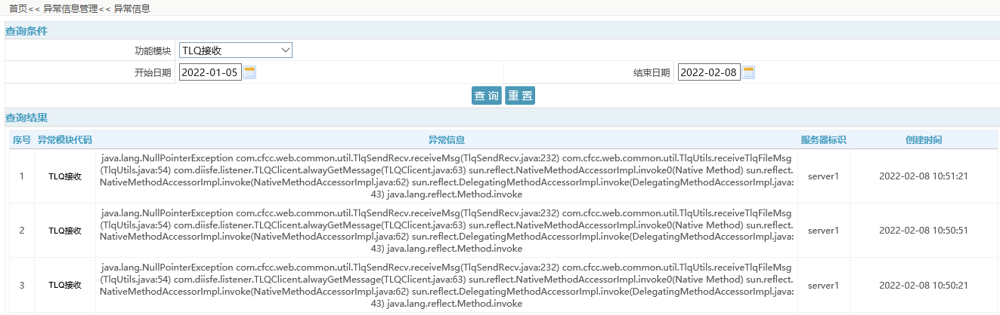 首页<< 异常信息管理<< 异常信息
查询条件
功能模块 TLQ接收
开始日期 2022-01-05 结束日期 2022-02-08
查 询 重 置
查询结果
序号 异常模块代码 异常信息 服务器标识 创建时间
java.lang.NullPointerException com.cfcc.web.common.util.TlqSendRecv.receiveMsg(TlqSendRecv.java:232) com.cfcc.web.common.util.TlqUtils.receiveTlqFileMsg
(TlqUtils.java:54) com.diisfe.listener.TLQClicent.alwayGetMessage(TLQClicent.java:63) sun.reflect.NativeMethodAccessorImpl.invoke0(Native Method) sun.reflect.
1 TLQ接收 server1 2022-02-08 10:51:21
NativeMethodAccessorImpl.invoke(NativeMethodAccessorImpl.java:62) sun.reflect.DelegatingMethodAccessorImpl.invoke(DelegatingMethodAccessorImpl.java:
43) java.lang.reflect.Method.invoke
java.lang.NullPointerException com.cfcc.web.common.util.TlqSendRecv.receiveMsg(TlqSendRecv.java:232) com.cfcc.web.common.util.TlqUtils.receiveTlqFileMsg
(TlqUtils.java:54) com.diisfe.listener.TLQClicent.alwayGetMessage(TLQClicent.java:63) sun.reflect.NativeMethodAccessorImpl.invoke0(Native Method) sun.reflect.
2 TLQ接收 server1 2022-02-08 10:50:51
NativeMethodAccessorImpl.invoke(NativeMethodAccessorImpl.java:62) sun.reflect.DelegatingMethodAccessorImpl.invoke(DelegatingMethodAccessorImpl.java:
43) java.lang.reflect.Method.invoke
java.lang.NullPointerException com.cfcc.web.common.util.TlqSendRecv.receiveMsg(TlqSendRecv.java:232) com.cfcc.web.common.util.TlqUtils.receiveTlqFileMsg
(TlqUtils.java:54) com.diisfe.listener.TLQClicent.alwayGetMessage(TLQClicent.java:63) sun.reflect.NativeMethodAccessorImpl.invoke0(Native Method) sun.reflect.
3 TLQ接收 server1 2022-02-08 10:50:21
NativeMethodAccessorImpl.invoke(NativeMethodAccessorImpl.java:62) sun.reflect.DelegatingMethodAccessorImpl.invoke(DelegatingMethodAccessorImpl.java:
43) java.lang.reflect.Method.invoke